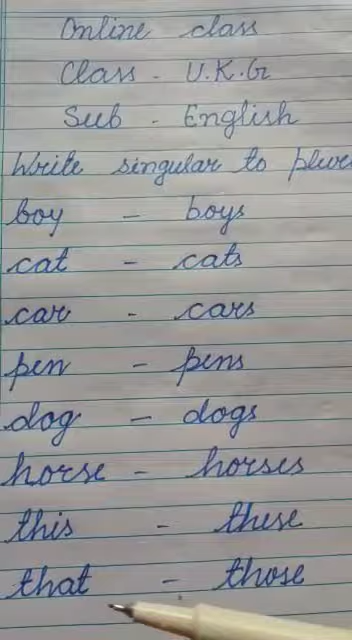 Online class
Class - U.K.G
Sub - English
Write singular to
boy - boys
cat - cats
car - cars
pen - pens
dog - dogs
horse - horses
this - these
that - those